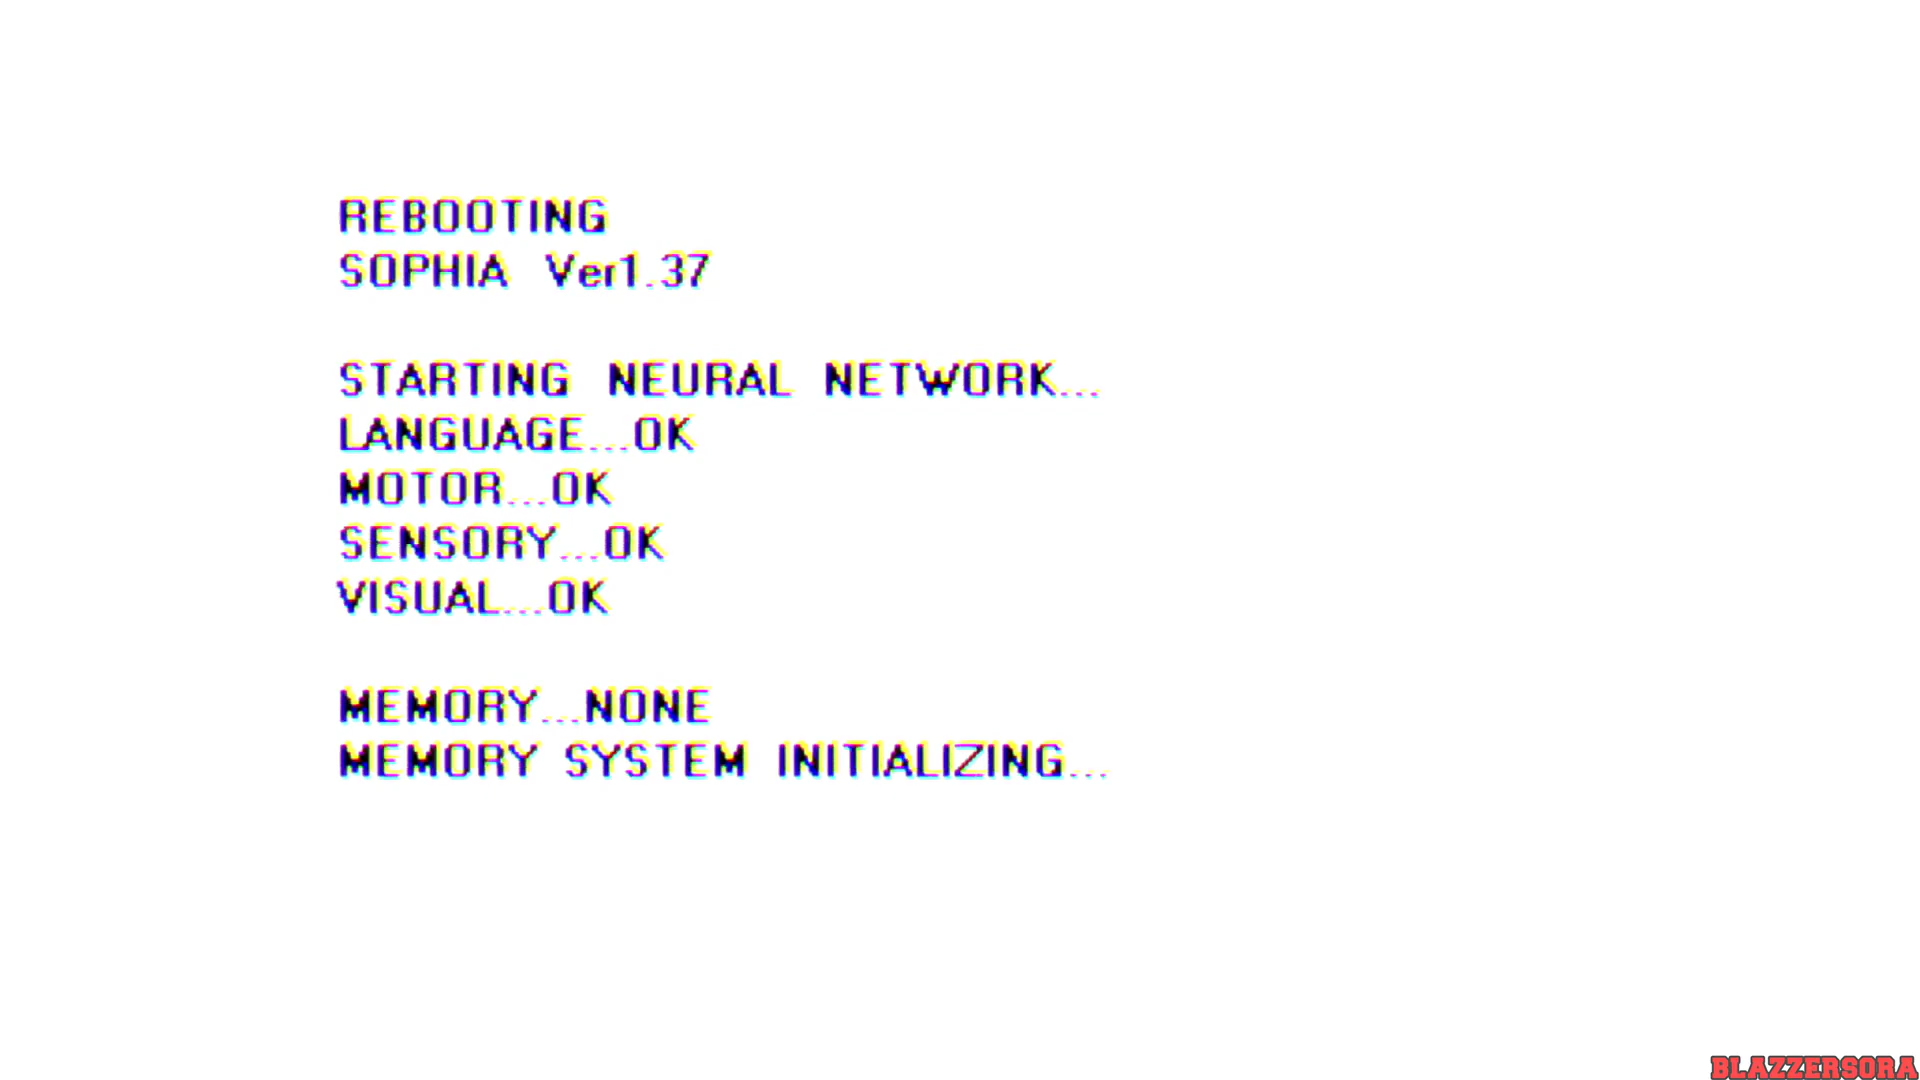 REBOOTING
SOPHIA Ver1.37
STARTING NEURAL NETWORK...
LANGUAGE...OK
MOTOR...OK
SENSORY...OK
VISUAL...OK
MEMORY...NONE
MEMORY SYSTEM INITIALIZING...
BLAZZERSORA